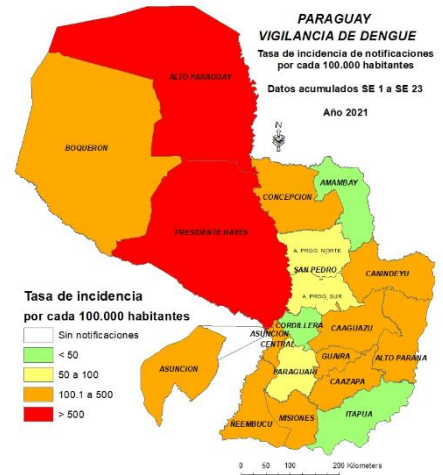 PARAGUAY
VIGILANCIA DE DENGUE
Tasa de incidencia de notificaciones
por cada 100.000 habitantes
Datos acumulados SE 1 a SE 23
Año 2021
N
ALTO PARAGUAY
BOQUERON
AMAMBAY
CONCEPCION
PRESIDENTE HAYES
A. PROG. NORTE
SAN PEDRO
CANINDEYU
A. PROG. SUR
Tasa de incidencia
por cada 100.000 habitantes
Sin notificaciones
< 50
50 a 100
100.1 a 500
> 500
ASUNCION
CORDILLERA
CAAGUAZU
ASUNCION
CENTRAL
GUAIRA
ALTO PARANA
PARAGUARI
CAAZAPA
ÑEEMBUCU
MISIONES
ITAPUA
0 50 100 200 Kilometers